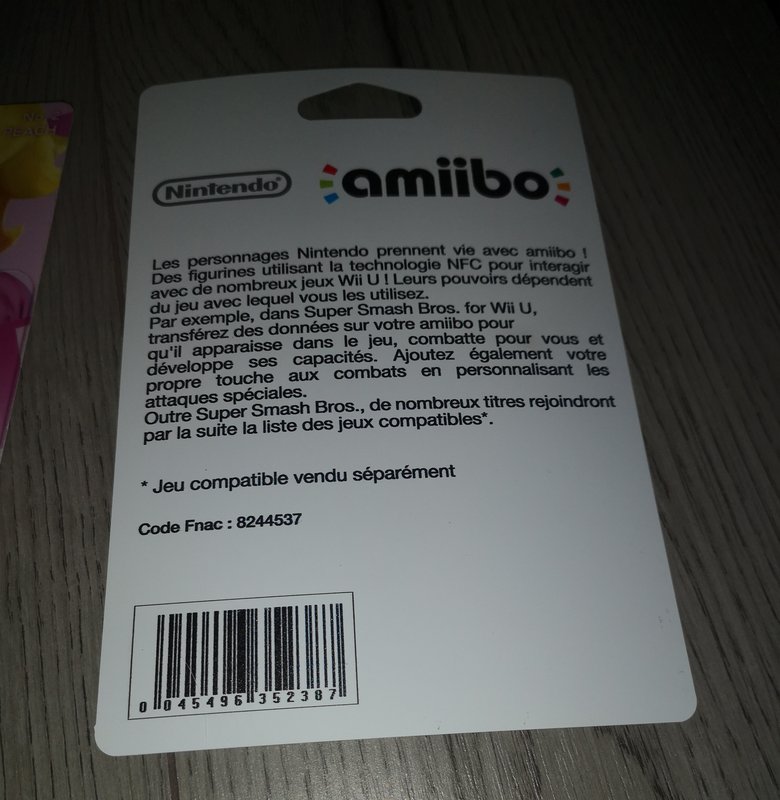 No. 2
PEACH
Nintendo®
amiibo
Les personnages Nintendo prennent vie avec amiibo !
Des figurines utilisant la technologie NFC pour interagir
avec de nombreux jeux Wii U ! Leurs pouvoirs dépendent
du jeu avec lequel vous les utilisez.
Par exemple, dans Super Smash Bros. for Wii U,
transférez des données sur votre amiibo pour
qu'il apparaisse dans le jeu, combatte pour vous et
développe ses capacités. Ajoutez également votre
propre touche aux combats en personnalisant les
attaques spéciales.
Outre Super Smash Bros., de nombreux titres rejoindront
par la suite la liste des jeux compatibles*.
* Jeu compatible vendu séparément
Code Fnac : 8244537
0 045496 352387